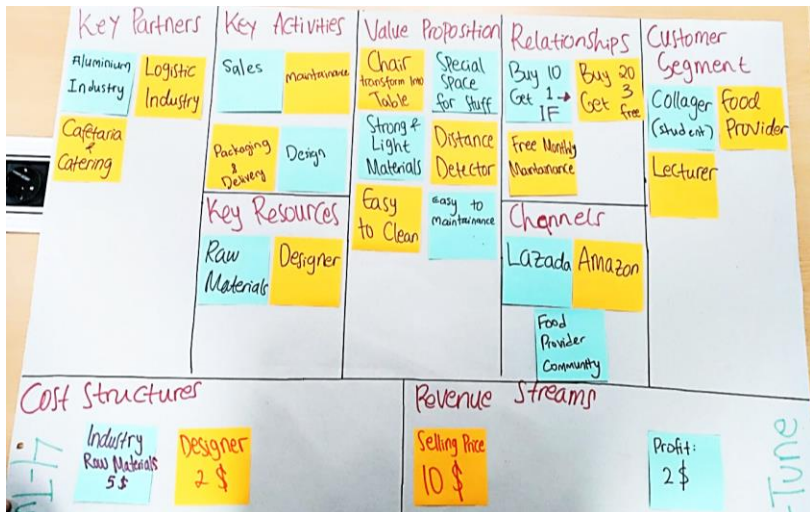 Key Partners
Aluminium
Industry
Logistic
Industry
Cafetaria
&
Catering
Key Activities
Sales
Maintainance
Packaging
&
Delivery
Design
Key Resources
Raw
Materials
Designer
Value Proposition
Chair
transform into
Table
Special
Space
for Stuff
Strong &
Light
Materials
Distance
Detector
Easy
to Clean
Easy to
maintainance
Relationships
Buy 10
Get 1 →
IF
Buy 20
Get 3
free
Free Monthly
Maintainance
Channels
Lazada
Amazon
Food
Provider
Community
Customer
Segment
Collager
(student)
Food
Provider
Lecturer
Cost Structures
Industry
Raw Materials
5 $
Designer
2 $
Revenue Streams
Selling Price
10 $
Profit:
2 $
-Tune